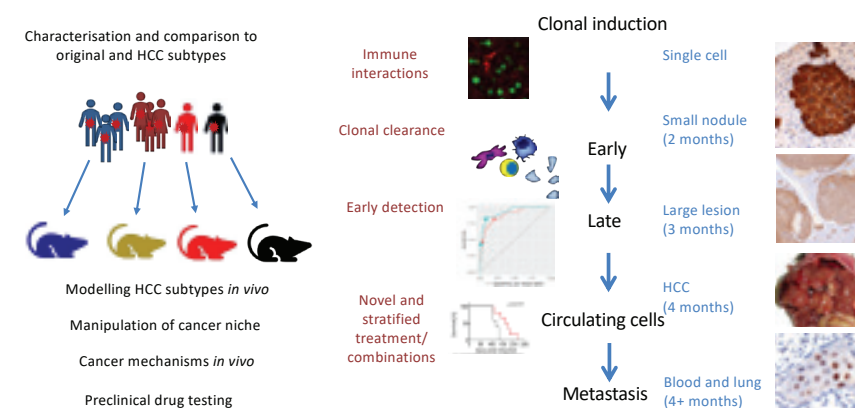 Characterisation and comparison to
original and HCC subtypes
Modelling HCC subtypes in vivo
Manipulation of cancer niche
Cancer mechanisms in vivo
Preclinical drug testing
Immune
interactions
Clonal clearance
Early detection
Novel and
stratified
treatment/
combinations
Clonal induction
Early
Late
Circulating cells
Metastasis
Single cell
Small nodule
(2 months)
Large lesion
(3 months)
HCC
(4 months)
Blood and lung
(4+ months)